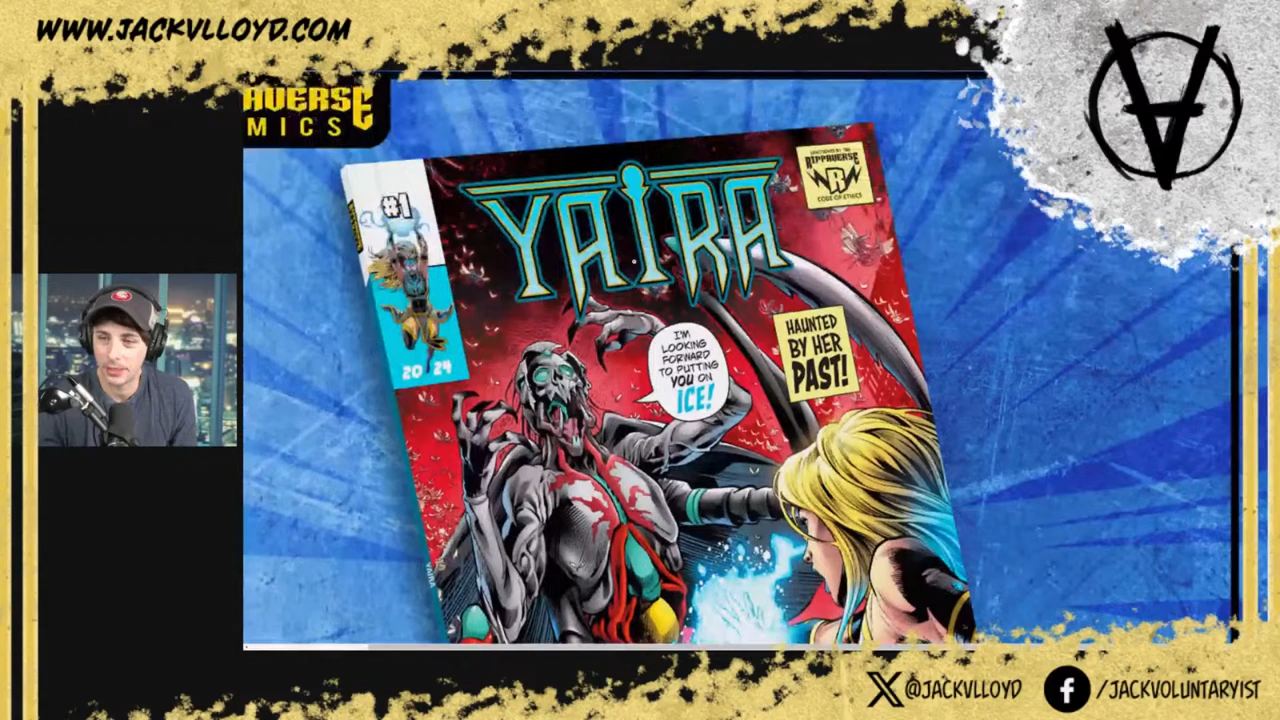 WWW.JACKVLLOYD.COM
AVERSE
MICS
#1
YAIRA
RIPPAVERSE
R
CODE OF ETHICS
I'M
LOOKING
FORWARD
TO PUTTING
YOU ON
ICE!
HAUNTED
BY HER
PAST!
20 24
YAIRA
@JACKVLLOYD
/JACKVOLUNTARYIST